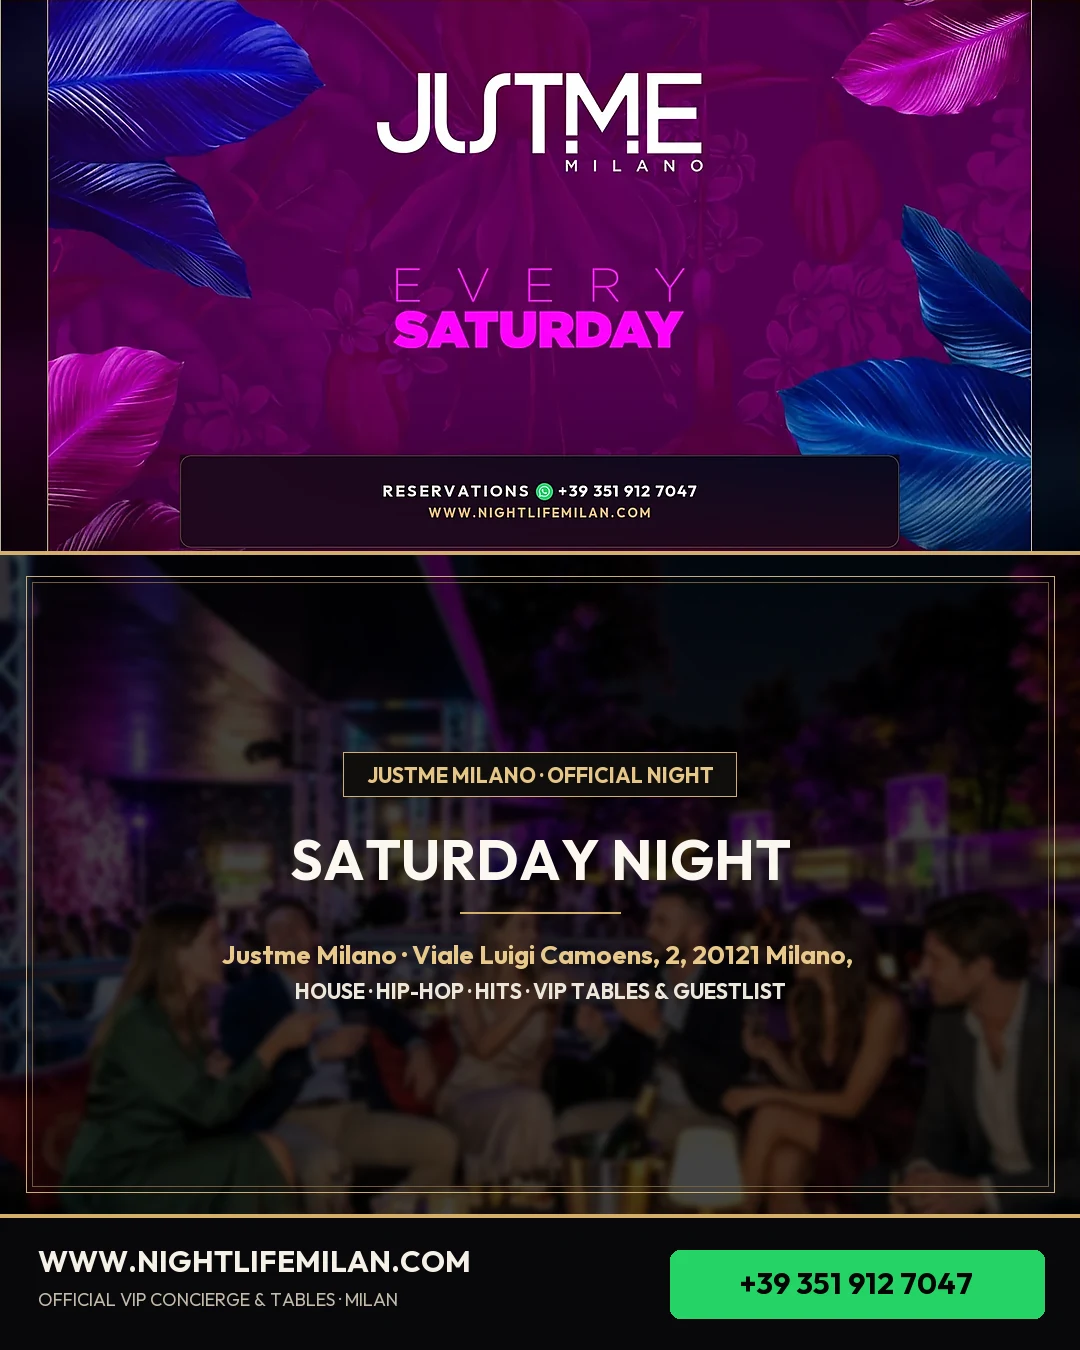 JUSTME
MILANO
EVERY
SATURDAY
RESERVATIONS +39 351 912 7047
WWW.NIGHTLIFEMILAN.COM
JUSTME MILANO · OFFICIAL NIGHT
SATURDAY NIGHT
Justme Milano · Viale Luigi Camoens, 2, 20121 Milano,
HOUSE · HIP-HOP · HITS · VIP TABLES & GUESTLIST
WWW.NIGHTLIFEMILAN.COM
OFFICIAL VIP CONCIERGE & TABLES · MILAN
+39 351 912 7047